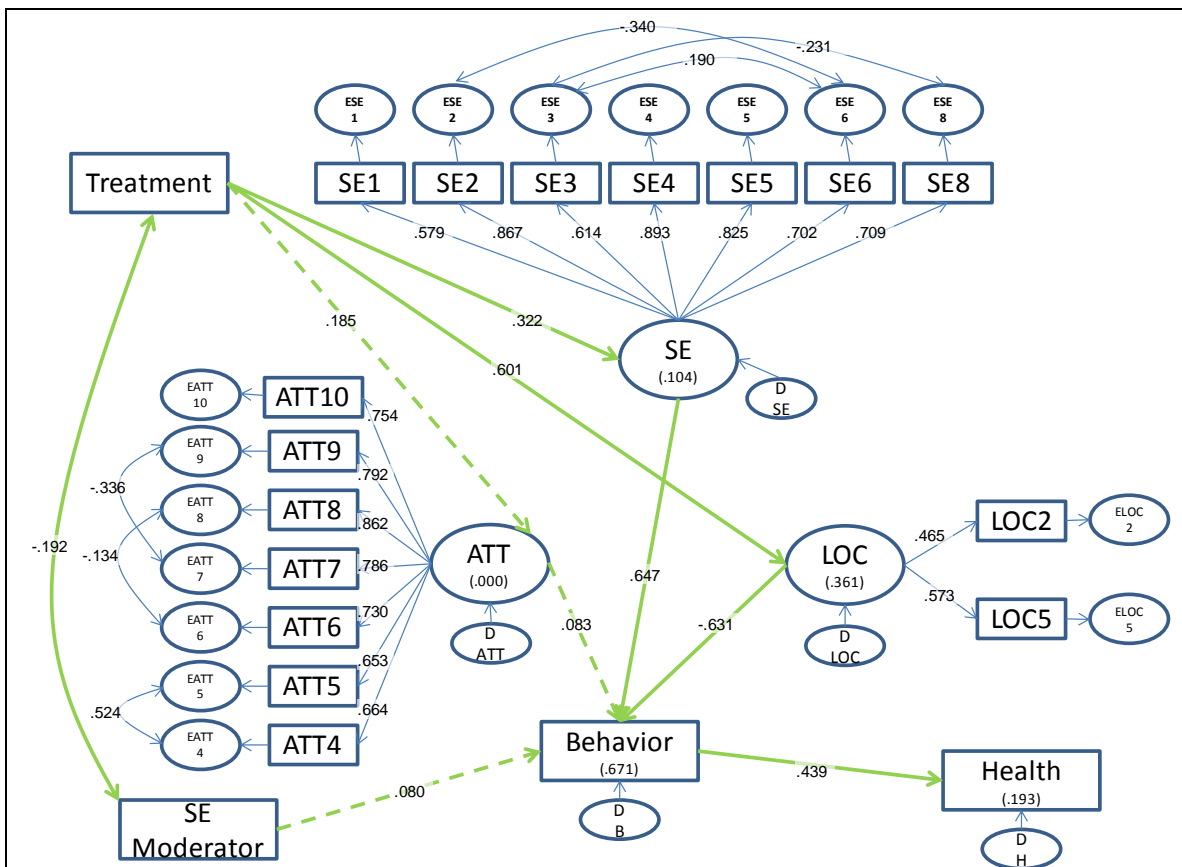 -.340
-.231
.190
ESE
1
ESE
2
ESE
3
ESE
4
ESE
5
ESE
6
ESE
8
Treatment
SE1
SE2
SE3
SE4
SE5
SE6
SE8
.579
.867
.614
.893
.825
.702
.709
.185
.322
.601
SE
(.104)
D
SE
EATT
10
ATT10
.754
EATT
9
ATT9
.792
-.336
EATT
8
ATT8
.862
-.192
-.134
EATT
7
ATT7
.786
ATT
(.000)
LOC
(.361)
.465
LOC2
ELOC
2
.647
.573
EATT
6
ATT6
.730
D
ATT
.083
-.631
D
LOC
LOC5
ELOC
5
.653
EATT
5
ATT5
.524
.664
EATT
4
ATT4
Behavior
(.671)
.439
Health
(.193)
.080
SE
Moderator
D
B
D
H